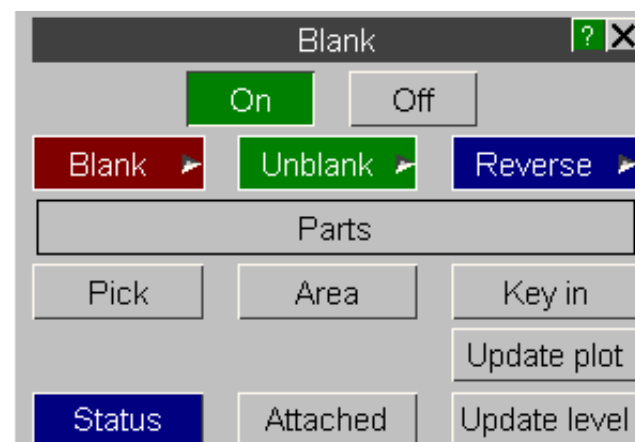 Blank ? X
On Off
Blank Unblank Reverse
Parts
Pick Area Key in
Update plot
Status Attached Update level